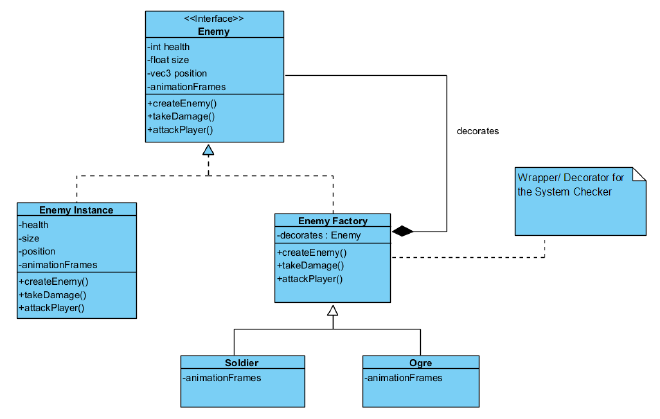 <<Interface>>
Enemy
-int health
-float size
-vec3 position
-animationFrames
+createEnemy()
+takeDamage()
+attackPlayer()
decorates
Wrapper/ Decorator for
the System Checker
Enemy Instance
-health
-size
-position
-animationFrames
+createEnemy()
+takeDamage()
+attackPlayer()
Enemy Factory
-decorates : Enemy
+createEnemy()
+takeDamage()
+attackPlayer()
Soldier
-animationFrames
Ogre
-animationFrames